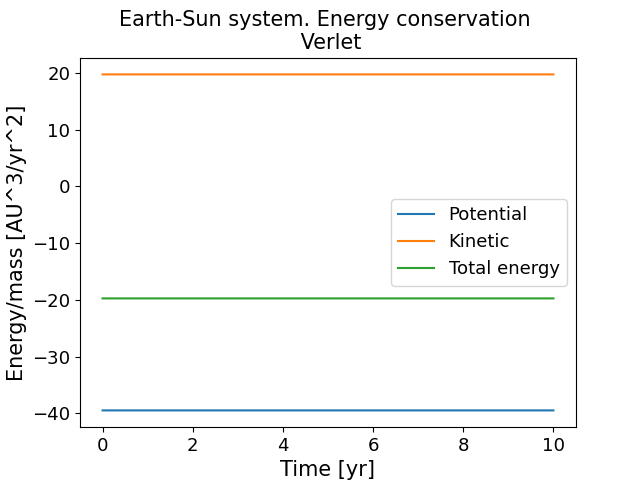 Earth-Sun system. Energy conservation
Verlet
Energy/mass [AU^3/yr^2]
20
10
0
−10
−20
−30
−40
Potential
Kinetic
Total energy
0 2 4 6 8 10
Time [yr]